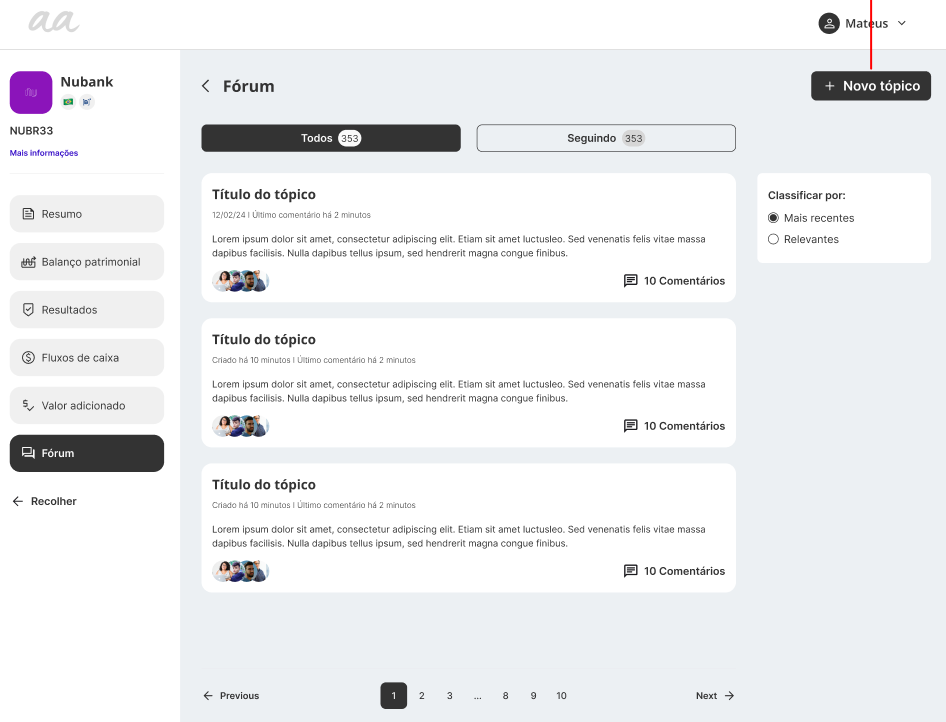 aa
Mateus
Nubank
NUBR33
Mais informações
Resumo
Balanço patrimonial
Resultados
Fluxos de caixa
Valor adicionado
Fórum
Recolher
Fórum
+ Novo tópico
Todos 353
Seguindo 353
Título do tópico
12/02/24 | Último comentário há 2 minutos
Lorem ipsum dolor sit amet, consectetur adipiscing elit. Etiam sit amet luctusleo. Sed venenatis felis vitae massa
dapibus facilisis. Nulla dapibus tellus ipsum, sed hendrerit magna congue finibus.
10 Comentários
Título do tópico
Criado há 10 minutos | Último comentário há 2 minutos
Lorem ipsum dolor sit amet, consectetur adipiscing elit. Etiam sit amet luctusleo. Sed venenatis felis vitae massa
dapibus facilisis. Nulla dapibus tellus ipsum, sed hendrerit magna congue finibus.
10 Comentários
Título do tópico
Criado há 10 minutos | Último comentário há 2 minutos
Lorem ipsum dolor sit amet, consectetur adipiscing elit. Etiam sit amet luctusleo. Sed venenatis felis vitae massa
dapibus facilisis. Nulla dapibus tellus ipsum, sed hendrerit magna congue finibus.
10 Comentários
Classificar por:
Mais recentes
Relevantes
Previous
1 2 3 ... 8 9 10
Next